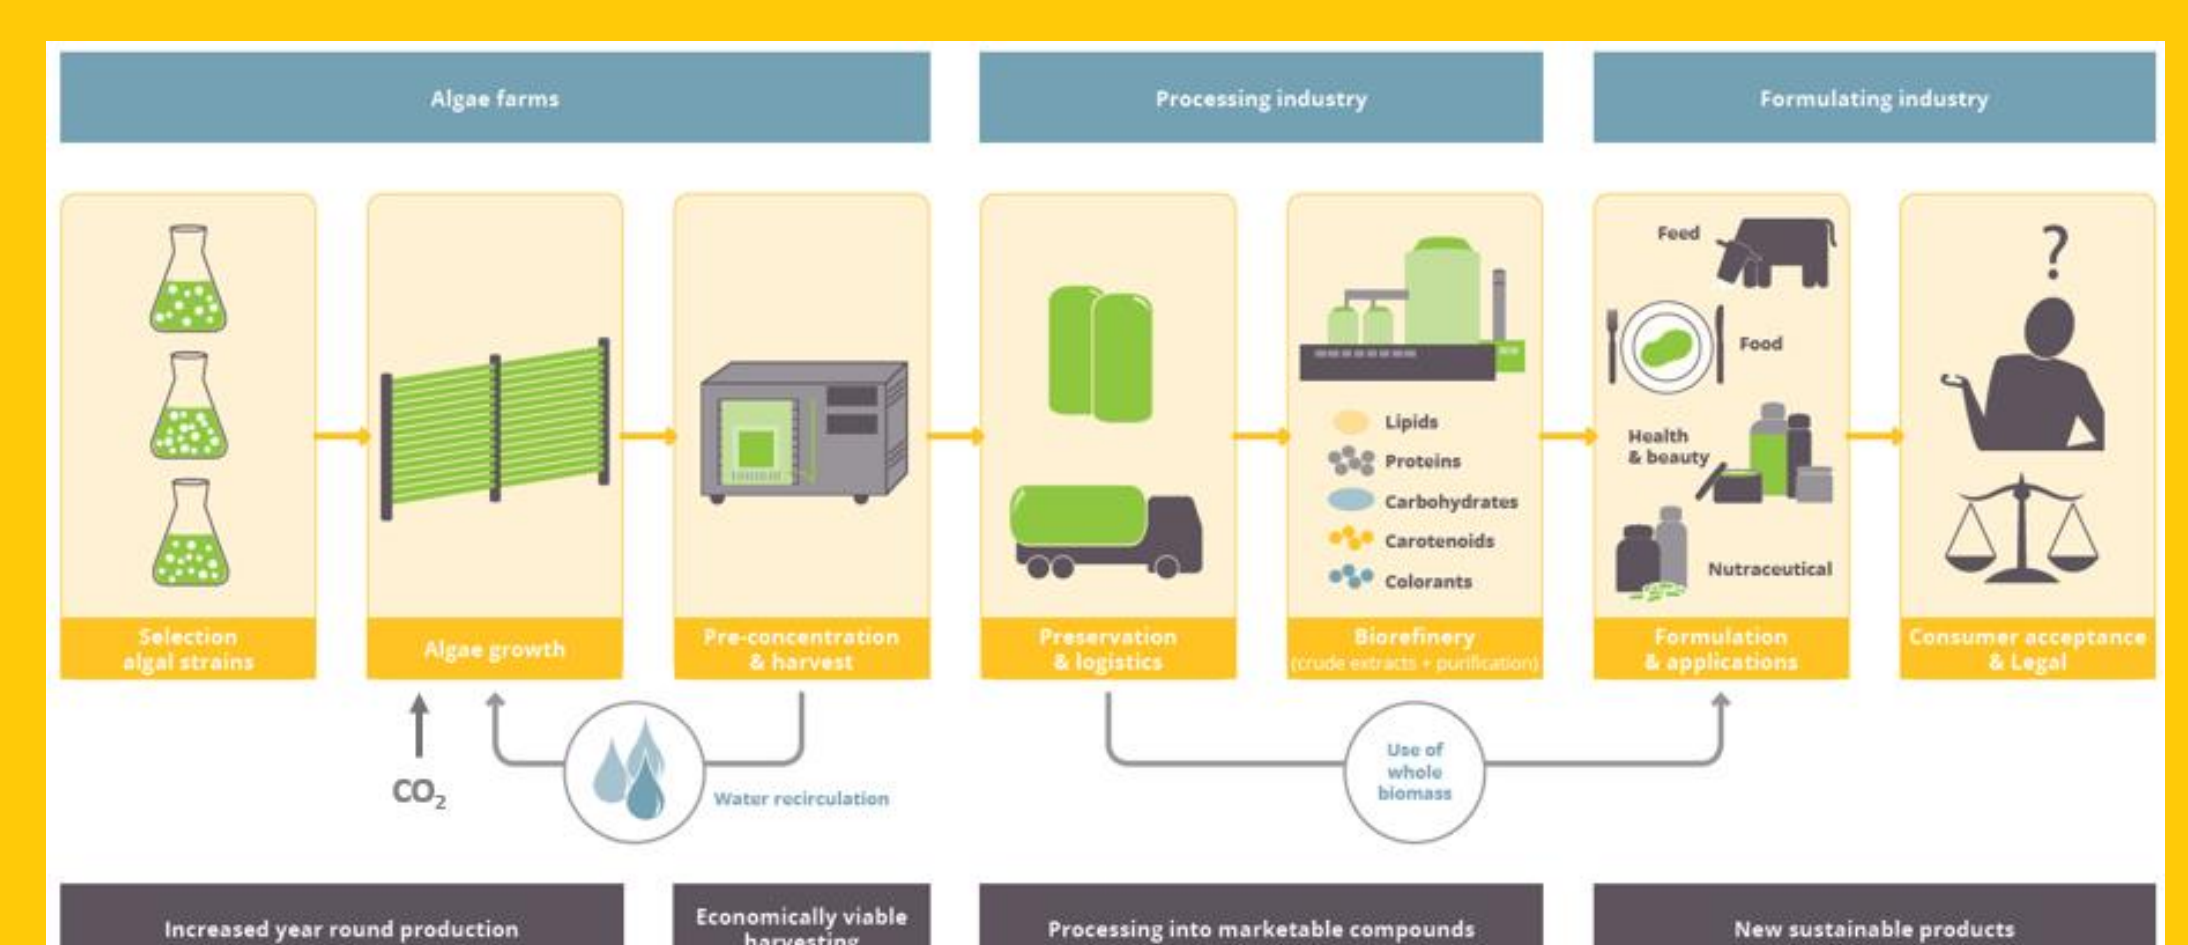 Algae farms
Processing industry
Formulating industry
Feed
Food
Health
& beauty
Nutraceutical
?
Lipids
Proteins
Carbohydrates
Carotenoids
Colorants
Selection
algal strains
Algae growth
Pre-concentration
& harvest
Preservation
& logistics
Biorefinery
(crude extracts + purification)
Formulation
& applications
Consumer acceptance
& Legal
CO₂
Water recirculation
Use of
whole
biomass
Increased year round production
Economically viable
harvesting
Processing into marketable compounds
New sustainable products